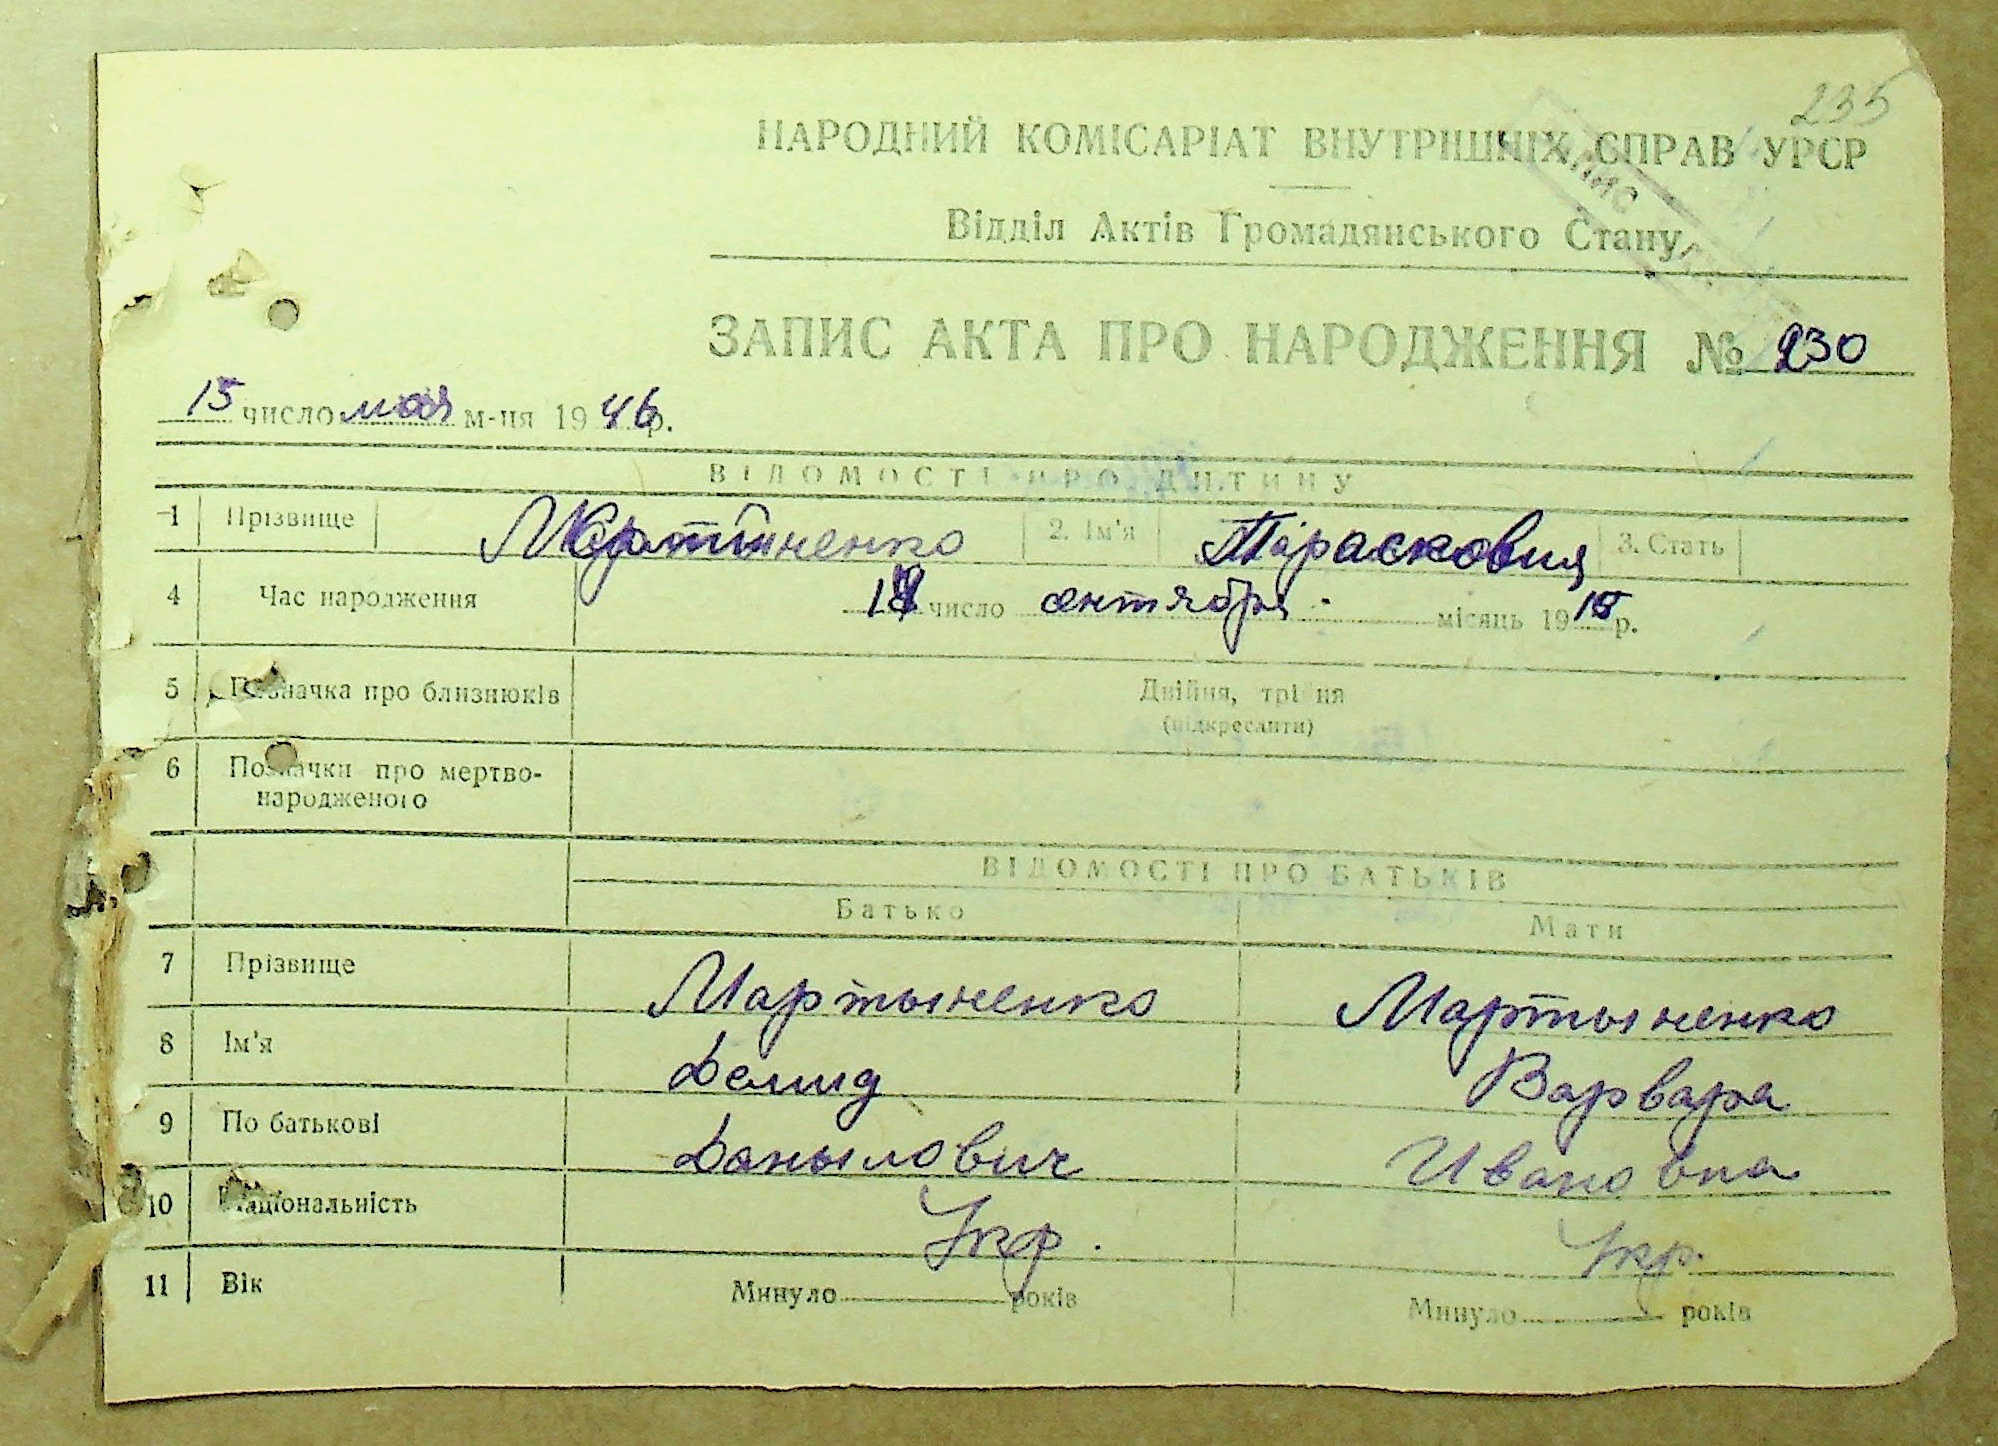 235
НАРОДНИЙ КОМІСАРІАТ ВНУТРІШНІХ СПРАВ УРСР
Відділ Актів Громадянського Стану
ЗАПИС АКТА ПРО НАРОДЖЕННЯ № 230
15 число мая м-ця 1946 р.
ВІДОМОСТІ ПРО ДИТИНУ
1 Прізвище Мартыненко 2. Ім'я Парасковия 3. Стать
4 Час народження число сентября місяць 1915 р.
5 Позначка про близнюків Двійня, трійня
(підкреслити)
6 Позначки про мертво-
народженого
ВІДОМОСТІ ПРО БАТЬКІВ
Батько Мати
7 Прізвище Мартыненко Мартыненко
8 Ім'я Демид Варвара
9 По батькові Данылович Ивановна
10 Національність Укр. Укр.
11 Вік Минуло років Минуло років